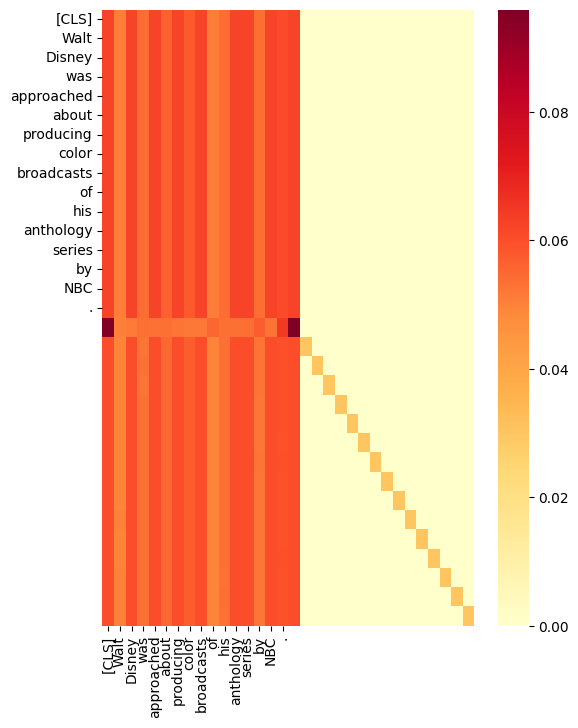 [CLS]
Walt
Disney
was
approached
about
producing
color
broadcasts
of
his
anthology
series
by
NBC
.
0.08
0.06
0.04
0.02
0.00
[CLS]
Walt
Disney
was
approached
about
producing
color
broadcasts
of
his
anthology
series
by
NBC
.